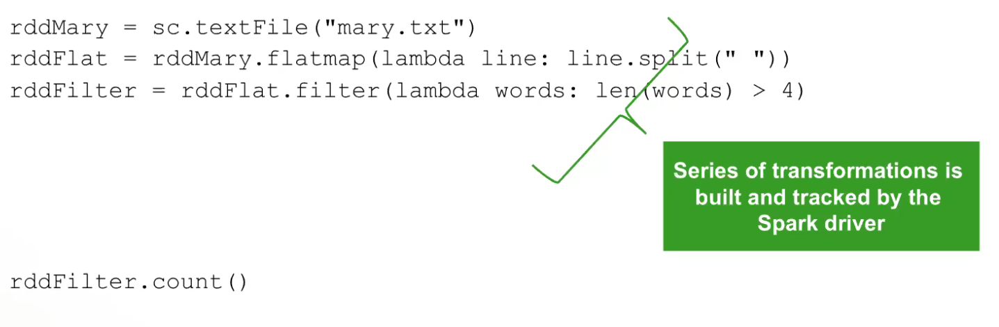 rddMary = sc.textFile("mary.txt")
rddFlat = rddMary.flatmap(lambda line: line.split(" "))
rddFilter = rddFlat.filter(lambda words: len(words) > 4)
Series of transformations is
built and tracked by the
Spark driver
rddFilter.count()